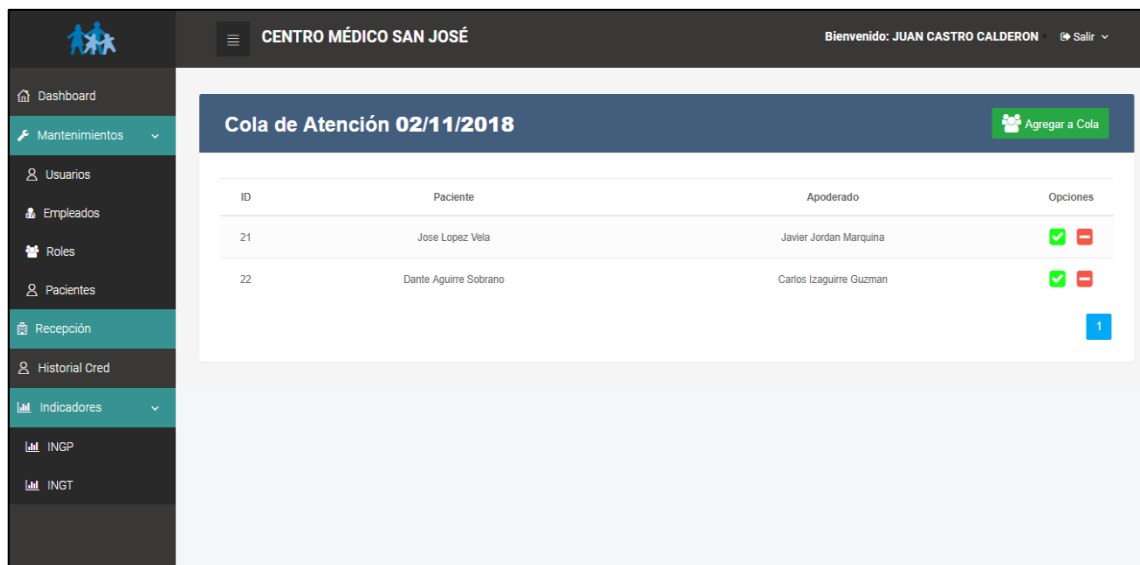 CENTRO MÉDICO SAN JOSÉ
Bienvenido: JUAN CASTRO CALDERON
Salir
Dashboard
Mantenimientos
Usuarios
Empleados
Roles
Pacientes
Recepción
Historial Cred
Indicadores
INGP
INGT
Cola de Atención 02/11/2018
Agregar a Cola
ID Paciente Apoderado Opciones
21 Jose Lopez Vela Javier Jordan Marquina
22 Dante Aguirre Sobrano Carlos Izaguirre Guzman
1